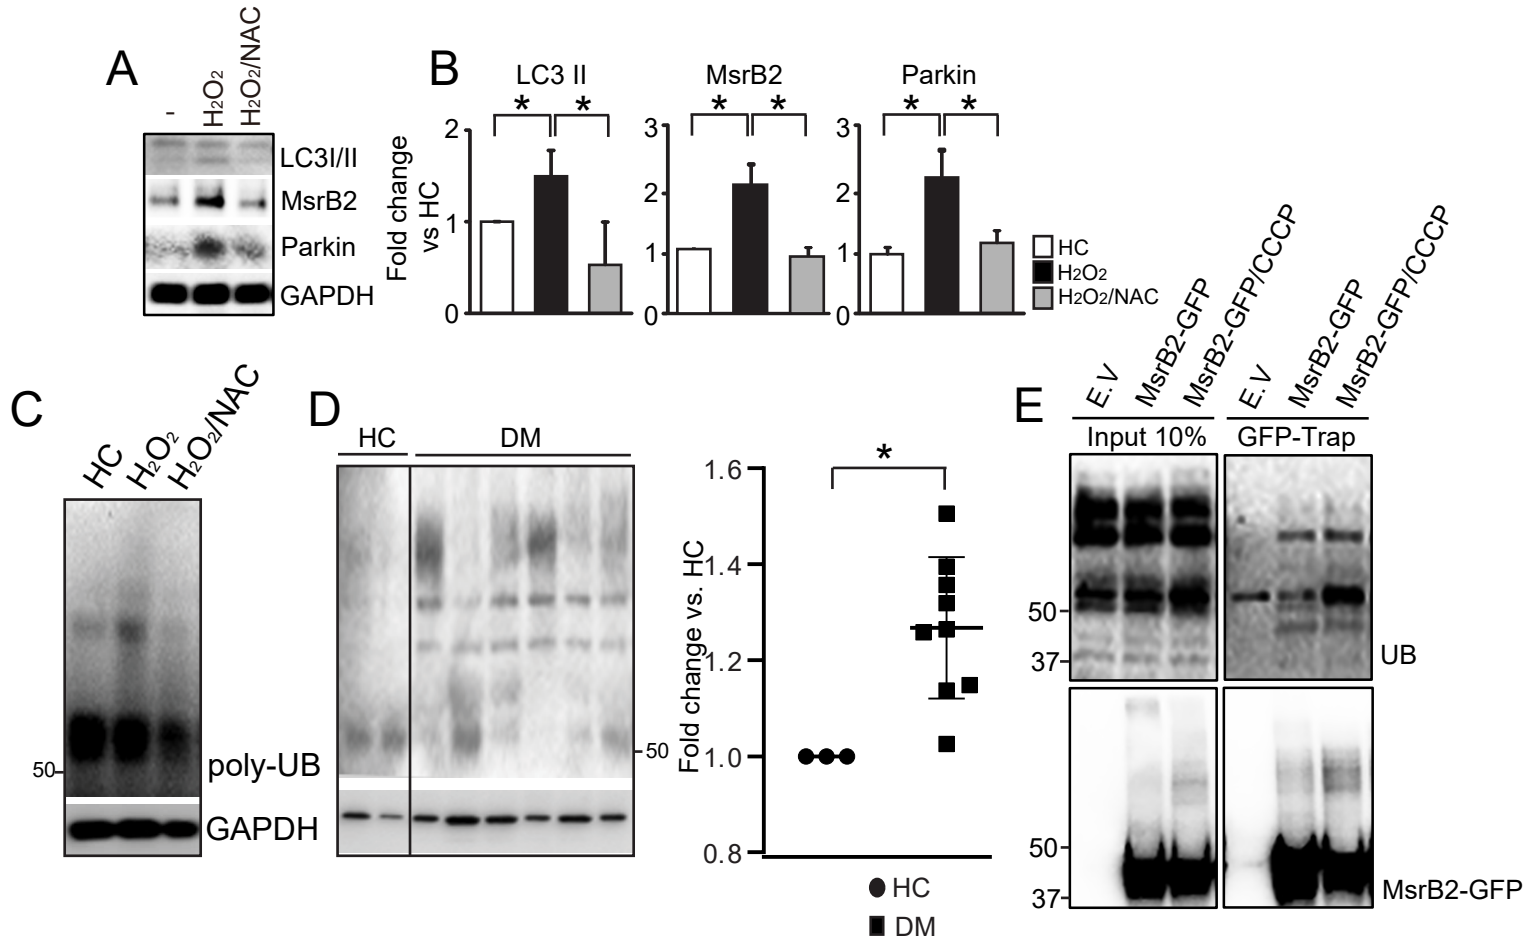 A
-
H₂O₂
H₂O₂/NAC
LC3I/II
MsrB2
Parkin
GAPDH
B
Fold change
vs HC
LC3 II
* *
2
1
0
MsrB2
* *
3
2
1
0
Parkin
* *
3
2
1
0
HC
H₂O₂
H₂O₂/NAC
C
HC
H₂O₂
H₂O₂/NAC
50
poly-UB
GAPDH
D
HC
DM
50
Fold change vs. HC
*
1.6
1.4
1.2
1.0
0.8
HC
DM
E
E.V
MsrB2-GFP
MsrB2-GFP/CCCP
E.V
MsrB2-GFP
MsrB2-GFP/CCCP
Input 10%
GFP-Trap
50
37
UB
50
37
MsrB2-GFP